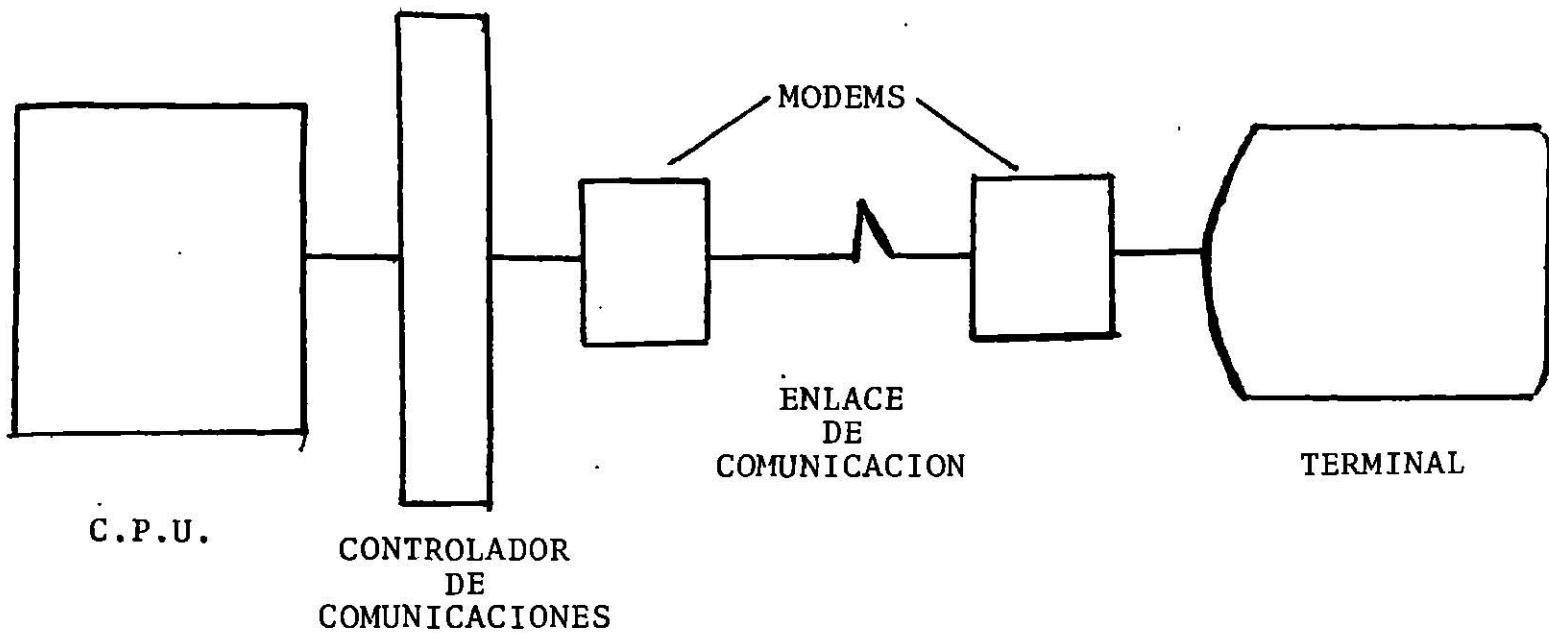 MODEMS
ENLACE
DE
COMUNICACION
TERMINAL
C.P.U.
CONTROLADOR
DE
COMUNICACIONES